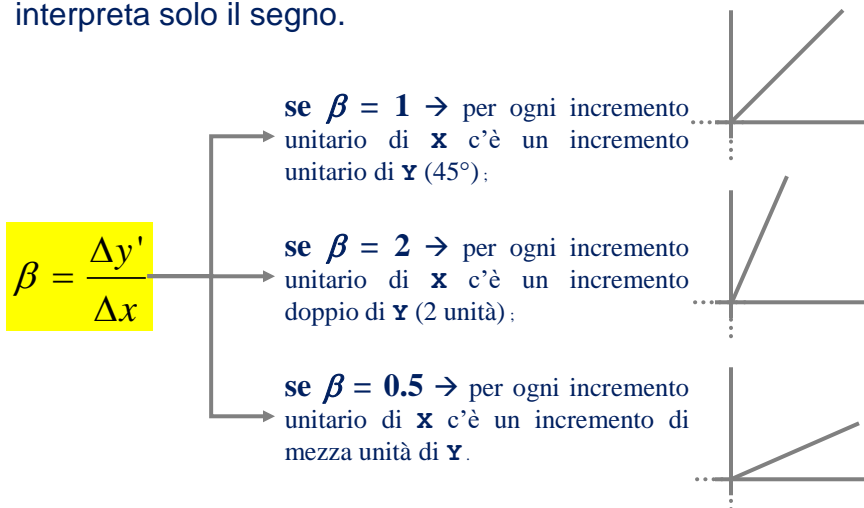 interpreta solo il segno.
se β = 1 → per ogni incremento
unitario di X c'è un incremento
unitario di Y (45°);
β = Δy' / Δx
se β = 2 → per ogni incremento
unitario di X c'è un incremento
doppio di Y (2 unità);
se β = 0.5 → per ogni incremento
unitario di X c'è un incremento di
mezza unità di Y.